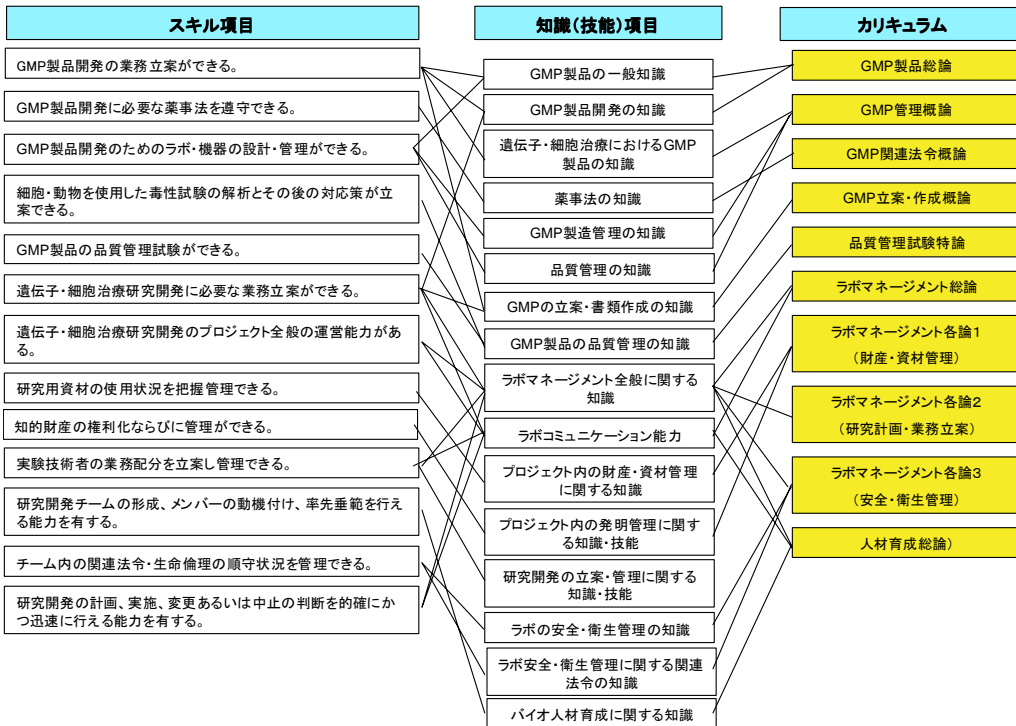 スキル項目
GMP製品開発の業務立案ができる。
GMP製品開発に必要な薬事法を遵守できる。
GMP製品開発のためのラボ・機器の設計・管理ができる。
細胞・動物を使用した毒性試験の解析とその後の対応策が立
案できる。
GMP製品の品質管理試験ができる。
遺伝子・細胞治療研究開発に必要な業務立案ができる。
遺伝子・細胞治療研究開発のプロジェクト全般の運営能力があ
る。
研究用資材の使用状況を把握管理できる。
知的財産の権利化ならびに管理ができる。
実験技術者の業務配分を立案し管理できる。
研究開発チームの形成、メンバーの動機付け、率先垂範を行え
る能力を有する。
チーム内の関連法令・生命倫理の順守状況を管理できる。
研究開発の計画、実施、変更あるいは中止の判断を的確にか
つ迅速に行える能力を有する。
知識(技能)項目
GMP製品の一般知識
GMP製品開発の知識
遺伝子・細胞治療におけるGMP
製品の知識
薬事法の知識
GMP製造管理の知識
品質管理の知識
GMPの立案・書類作成の知識
GMP製品の品質管理の知識
ラボマネージメント全般に関する
知識
ラボコミュニケーション能力
プロジェクト内の財産・資材管理
に関する知識
プロジェクト内の発明管理に関す
る知識・技能
研究開発の立案・管理に関する
知識・技能
ラボの安全・衛生管理の知識
ラボ安全・衛生管理に関する関連
法令の知識
バイオ人材育成に関する知識
カリキュラム
GMP製品総論
GMP管理概論
GMP関連法令概論
GMP立案・作成概論
品質管理試験特論
ラボマネージメント総論
ラボマネージメント各論1
(財産・資材管理)
ラボマネージメント各論2
(研究計画・業務立案)
ラボマネージメント各論3
(安全・衛生管理)
人材育成総論)